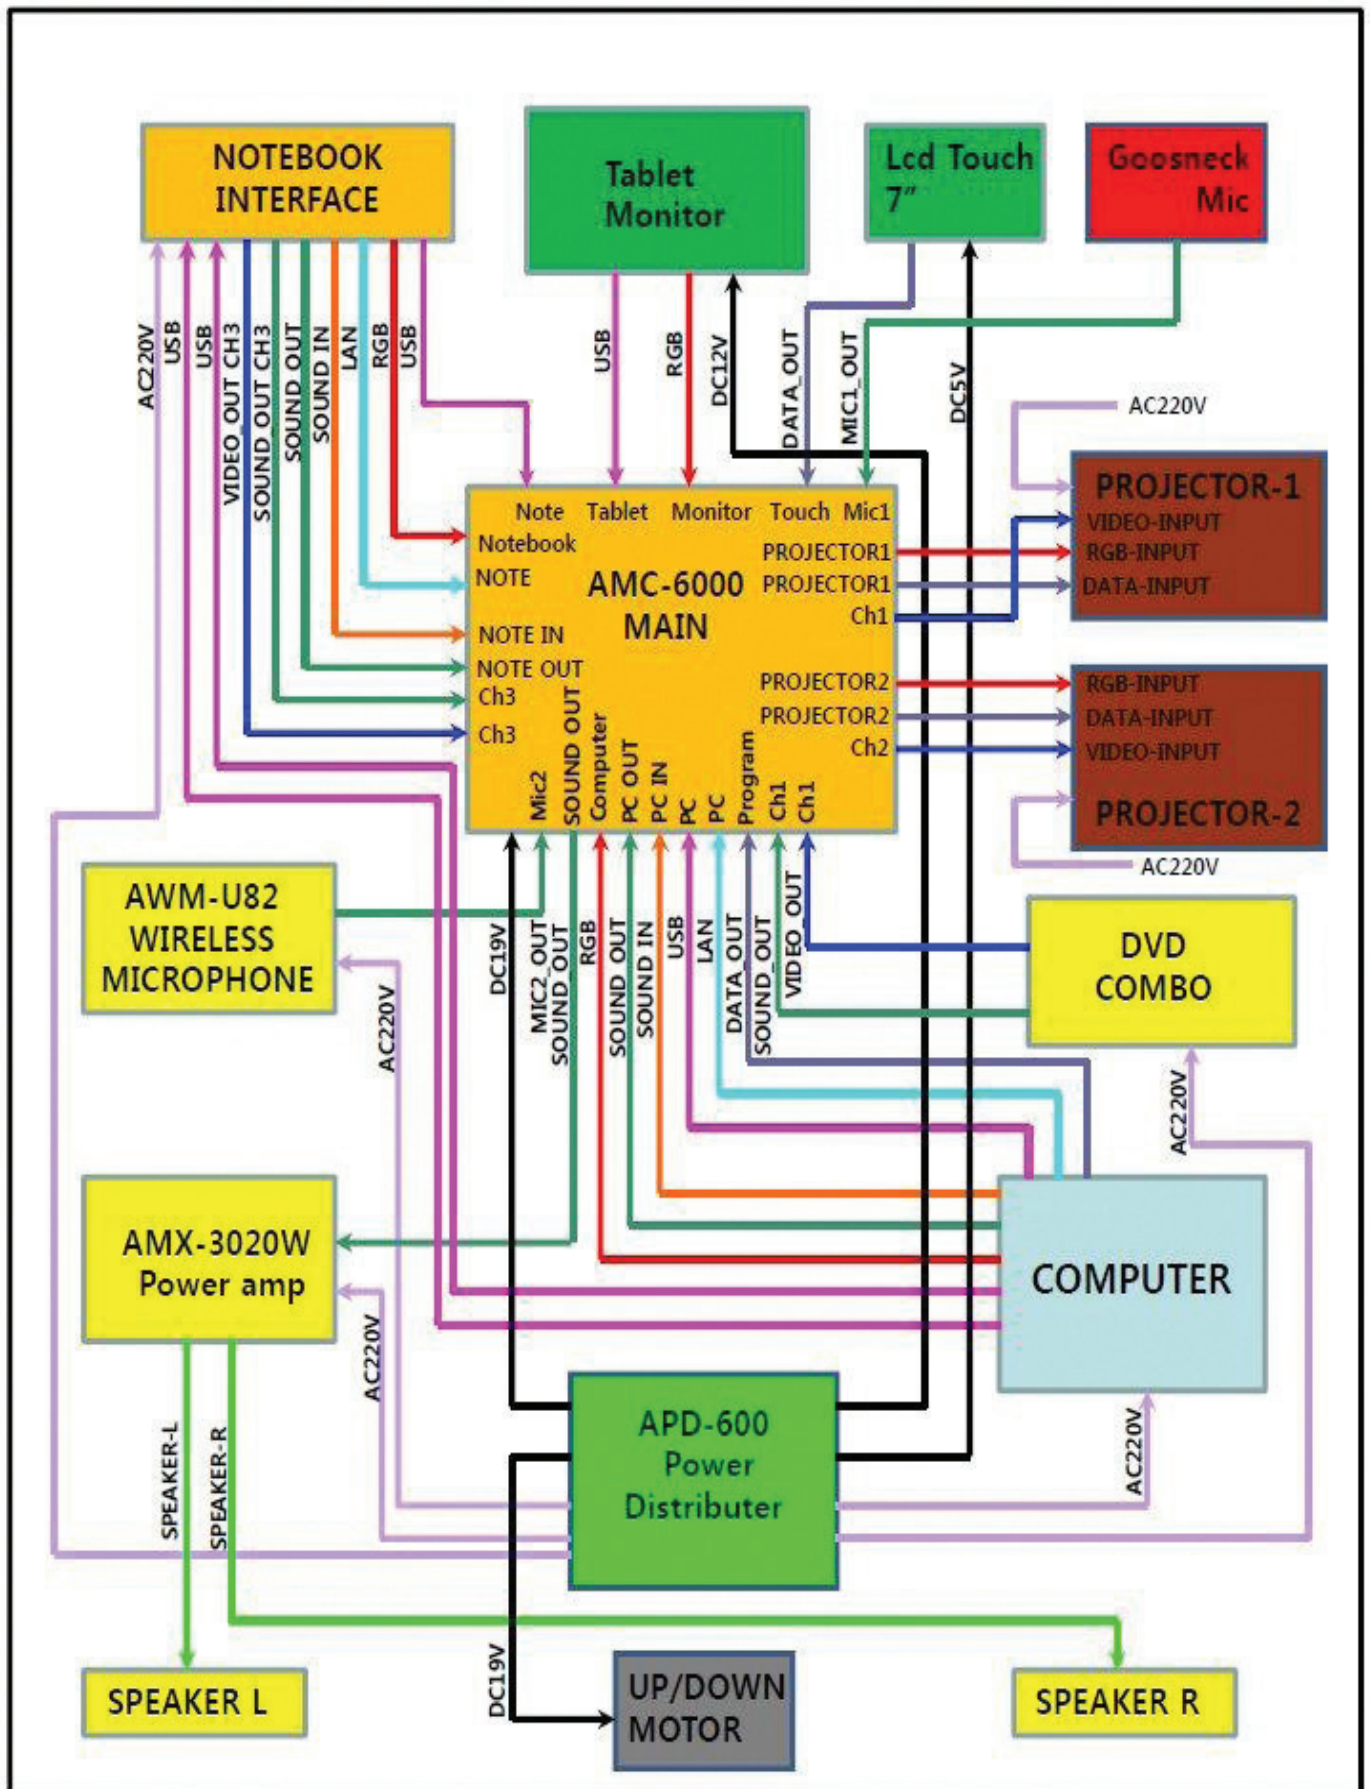 NOTEBOOK
INTERFACE
Tablet
Monitor
Lcd Touch
7”
Goosneck
Mic
AC220V
USB
USB
VIDEO_OUT CH3
SOUND_OUT CH3
SOUND OUT
SOUND IN
LAN
RGB
USB
USB
RGB
DC12V
DATA_OUT
MIC1_OUT
DC5V
AC220V
PROJECTOR-1
VIDEO-INPUT
RGB-INPUT
DATA-INPUT
Note
Tablet
Monitor
Touch
Mic1
Notebook
NOTE
NOTE IN
NOTE OUT
Ch3
Ch3
AMC-6000
MAIN
PROJECTOR1
PROJECTOR1
Ch1
PROJECTOR2
PROJECTOR2
Ch2
RGB-INPUT
DATA-INPUT
VIDEO-INPUT
PROJECTOR-2
AC220V
Mic2
SOUND OUT
Computer
PC OUT
PC IN
PC
PC
Program
Ch1
Ch1
AWM-U82
WIRELESS
MICROPHONE
AC220V
DC19V
MIC2_OUT
SOUND_OUT
RGB
SOUND_OUT
SOUND IN
USB
LAN
DATA_OUT
SOUND_OUT
VIDEO_OUT
DVD
COMBO
AC220V
AMX-3020W
Power amp
AC220V
COMPUTER
AC220V
APD-600
Power
Distributer
SPEAKER-L
SPEAKER-R
DC19V
SPEAKER L
UP/DOWN
MOTOR
SPEAKER R